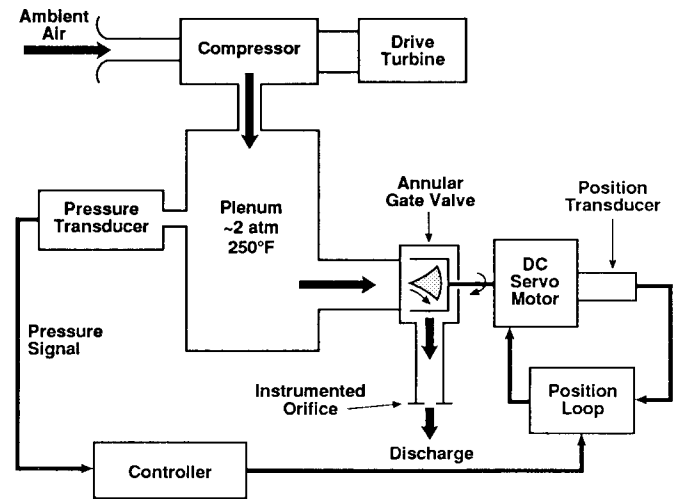 Ambient
Air
Compressor
Drive
Turbine
Pressure
Transducer
Plenum
~2 atm
250°F
Annular
Gate Valve
Position
Transducer
DC
Servo
Motor
Pressure
Signal
Instrumented
Orifice
Position
Loop
Discharge
Controller